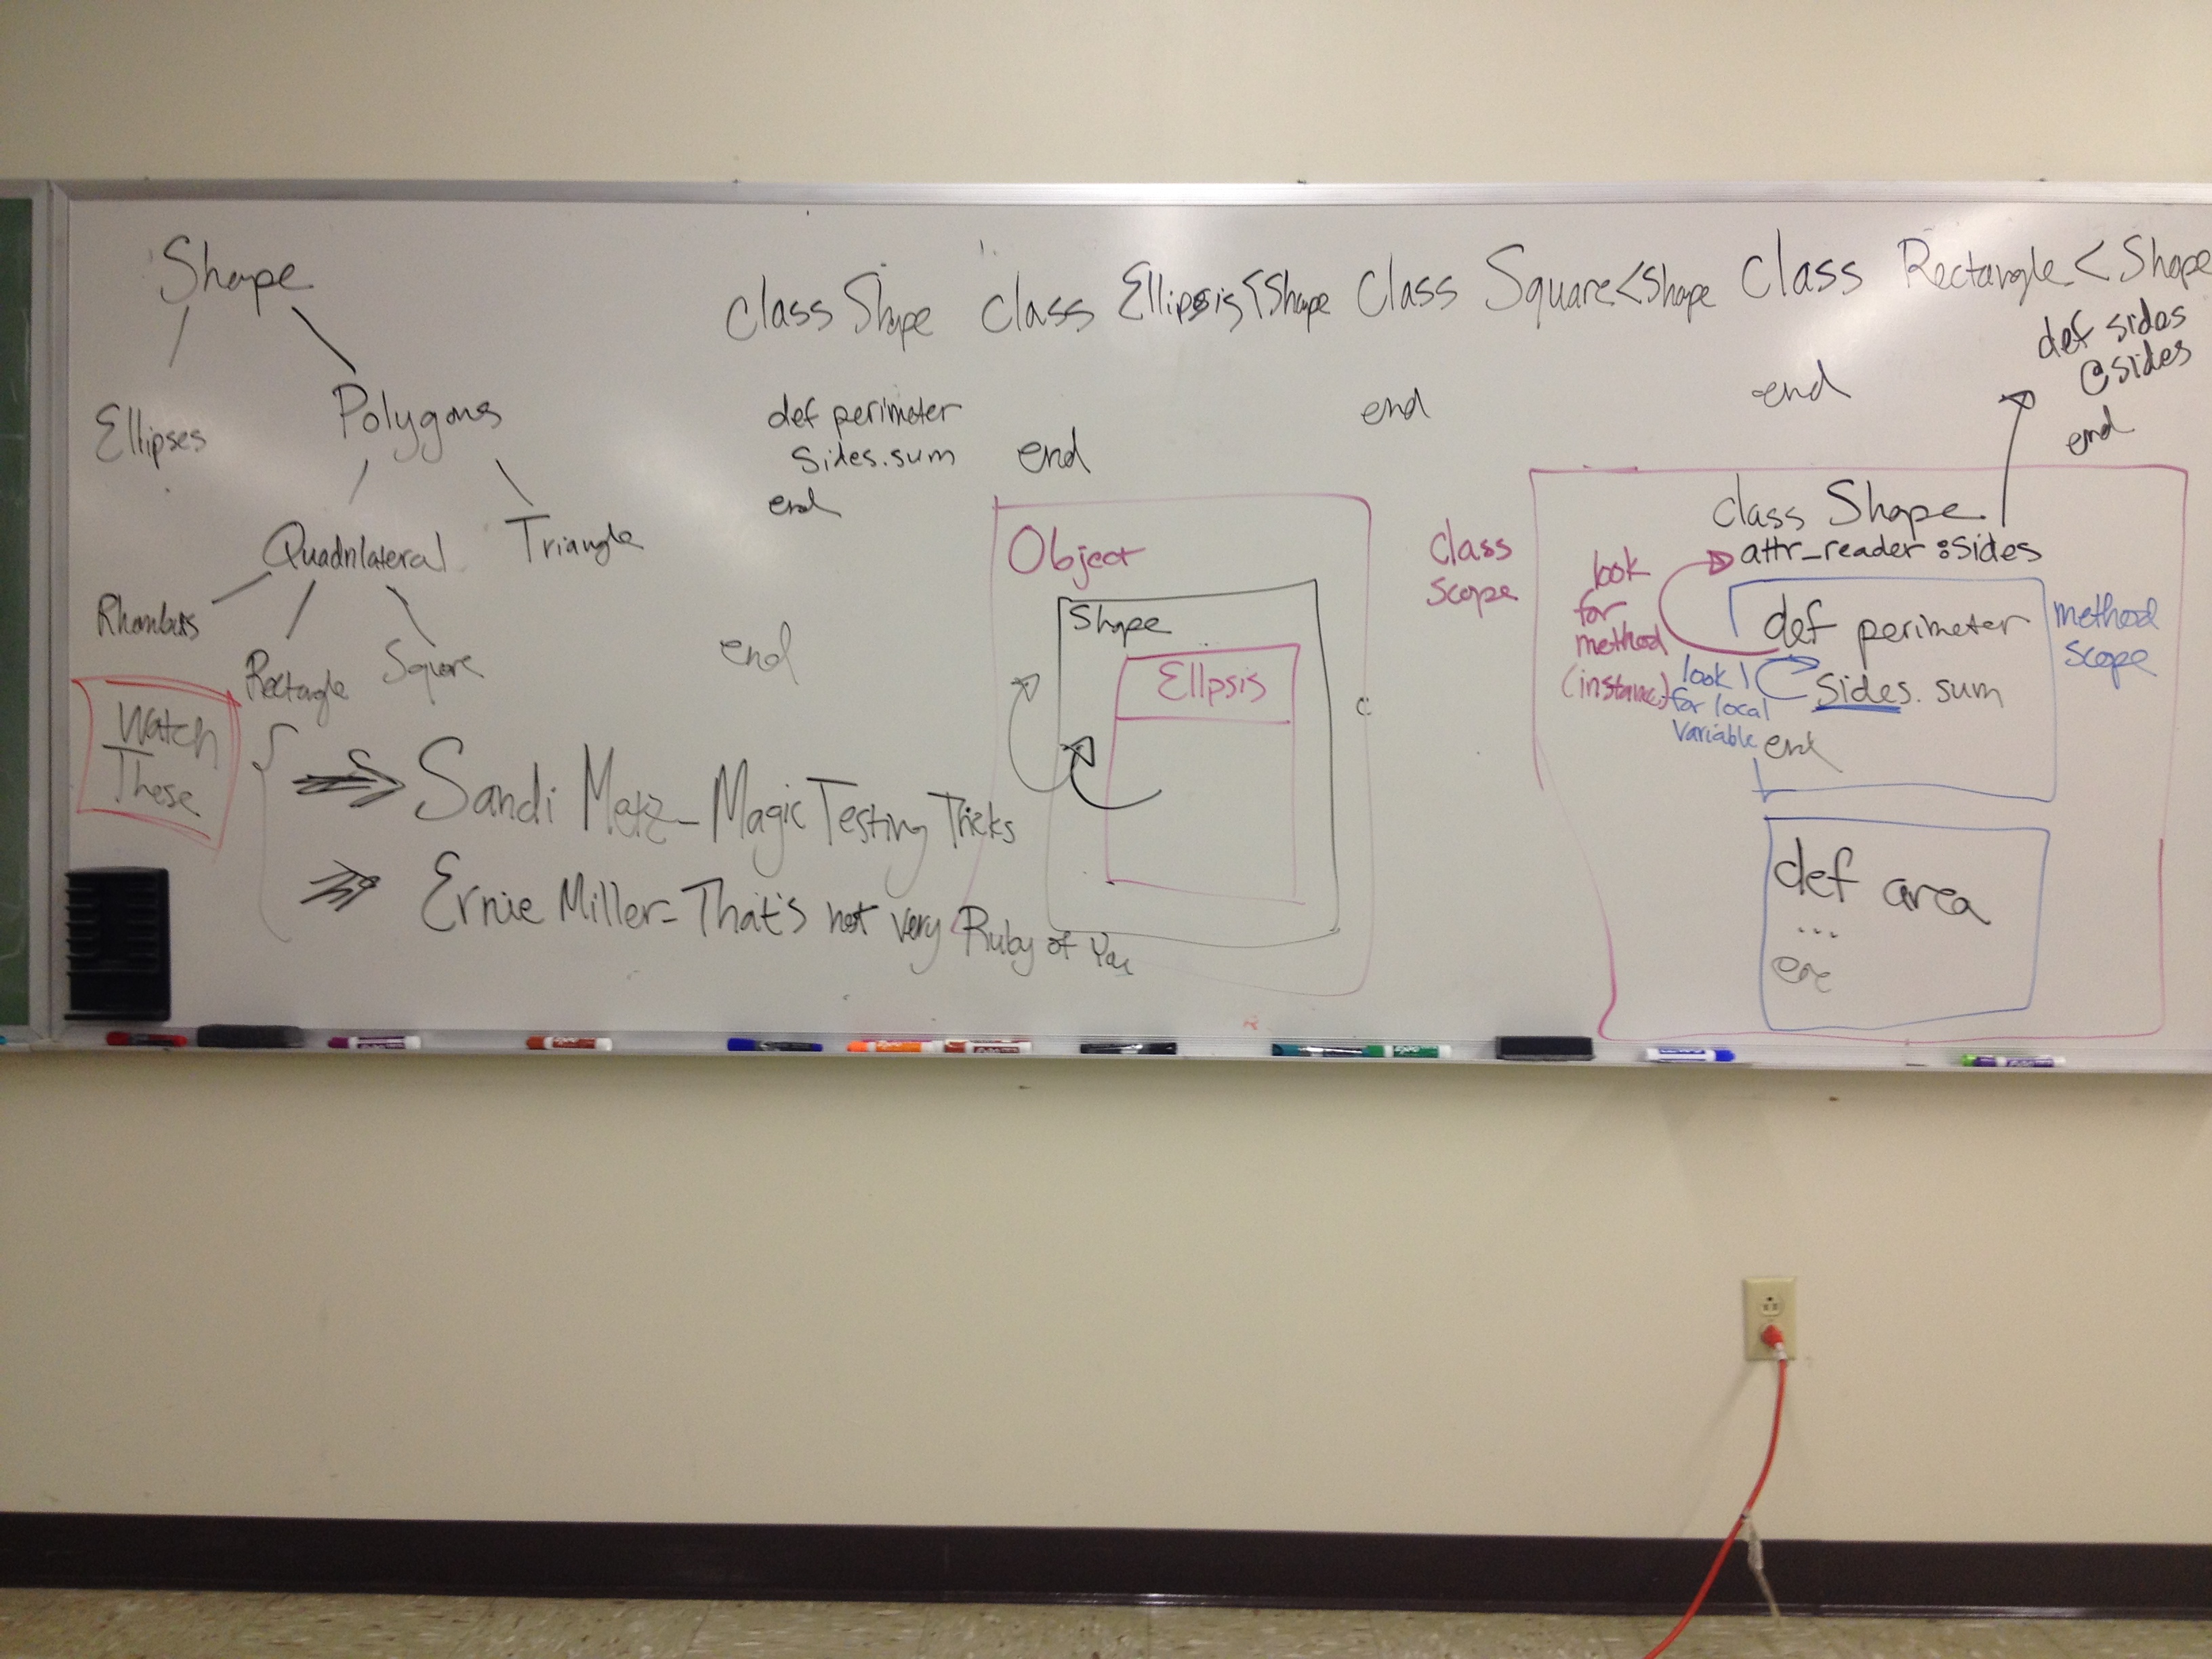 Shape
Ellipses
Polygons
Quadrilateral
Triangle
Rhombus
Rectangle
Square
Watch
These
Sandi Metz - Magic Testing Tricks
Ernie Miller - That's not very Ruby of You
class Shape
def perimeter
sides.sum
end
end
class Ellipsis < Shape
end
class Square < Shape
end
class Rectangle < Shape
end
Object
Shape
Ellpsis
class
scope
look
for
method
(instance)
class Shape
attr_reader :sides
def sides
@sides
end
def perimeter
sides.sum
end
look
for local
variable
method
scope
def area
...